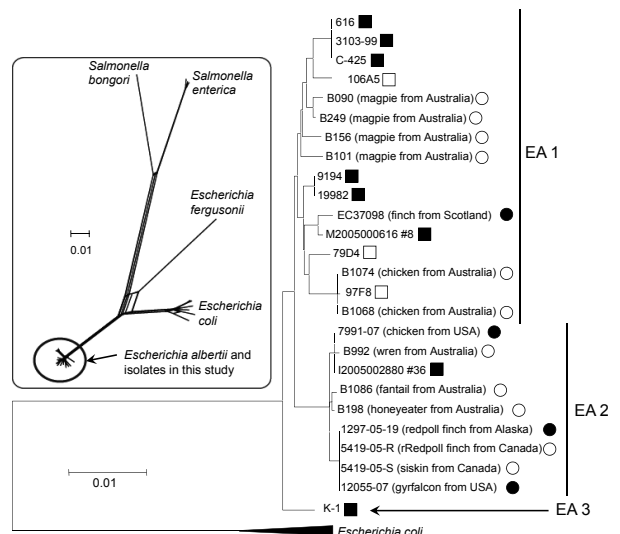 Salmonella
bongori
Salmonella
enterica
Escherichia
fergusonii
0.01
Escherichia
coli
Escherichia albertii and
isolates in this study
616
3103-99
C-425
106A5
B090 (magpie from Australia)
B249 (magpie from Australia)
B156 (magpie from Australia)
B101 (magpie from Australia)
EA 1
9194
19982
EC37098 (finch from Scotland)
M2005000616 #8
79D4
B1074 (chicken from Australia)
97F8
B1068 (chicken from Australia)
7991-07 (chicken from USA)
B992 (wren from Australia)
I2005002880 #36
B1086 (fantail from Australia)
EA 2
B198 (honeyeater from Australia)
1297-05-19 (redpoll finch from Alaska)
5419-05-R (rRedpoll finch from Canada)
5419-05-S (siskin from Canada)
12055-07 (gyrfalcon from USA)
0.01
K-1
EA 3
Escherichia coli